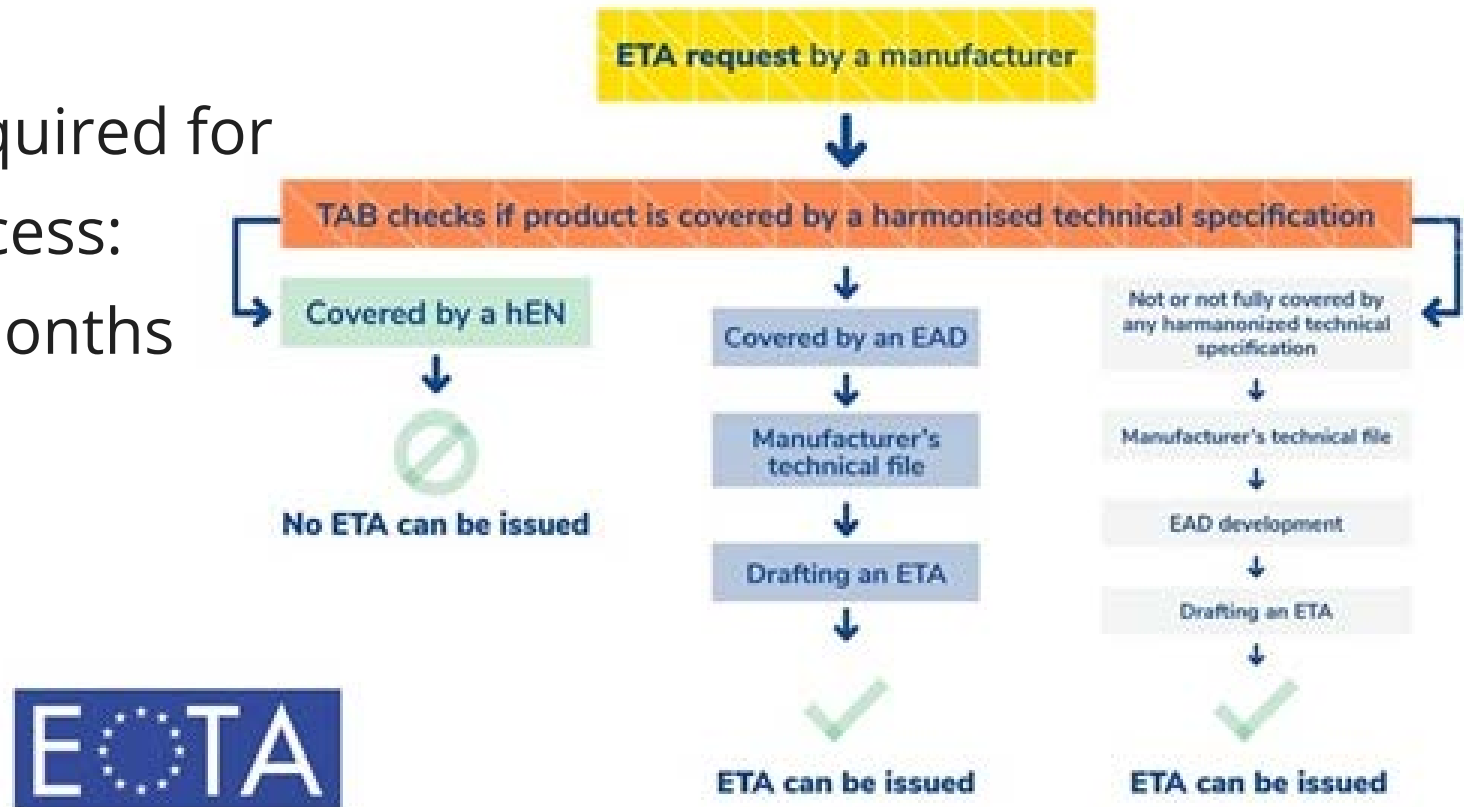 quired for
cess:
onths
ETA request by a manufacturer
TAB checks if product is covered by a harmonised technical specification
Covered by a hEN
No ETA can be issued
Covered by an EAD
Manufacturer's
technical file
Drafting an ETA
ETA can be issued
Not or not fully covered by
any harmanonized technical
specification
Manufacturer's technical file
EAD development
Drafting an ETA
ETA can be issued
EOTA